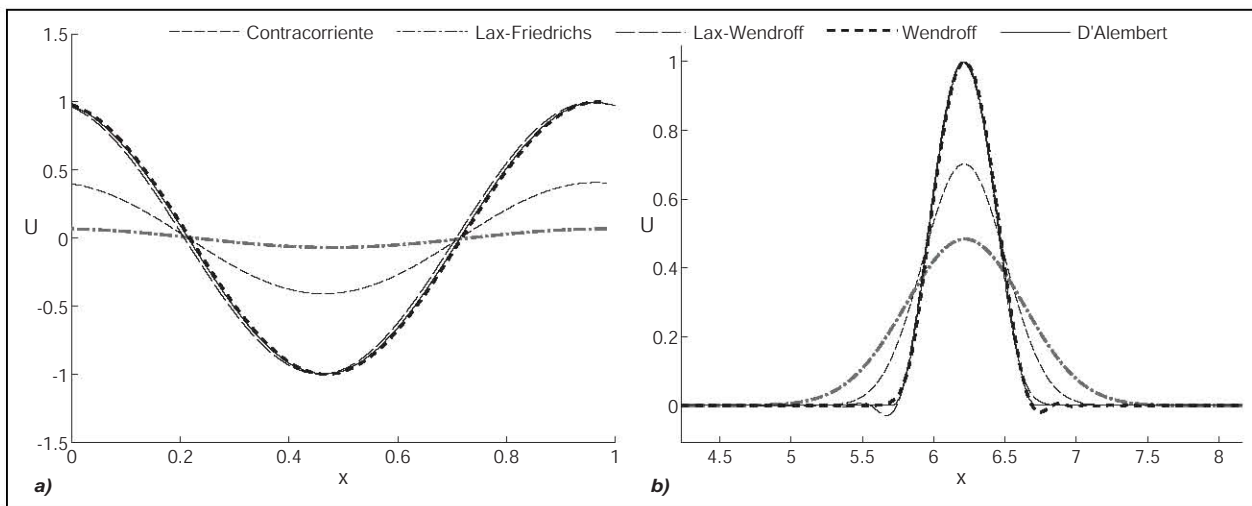 Contracorriente Lax-Friedrichs Lax-Wendroff Wendroff D'Alembert
1.5
1
0.5
U
0
-0.5
-1
-1.5
0 0.2 0.4 0.6 0.8 1
x
a)
1
0.8
0.6
U
0.4
0.2
0
4.5 5 5.5 6 6.5 7 7.5 8
x
b)